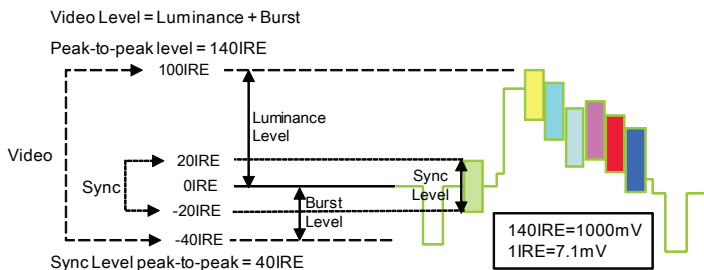 Video Level = Luminance + Burst
Peak-to-peak level = 140IRE
100IRE
Luminance
Level
Video
20IRE
Sync
0IRE
Sync
Level
Burst
Level
-20IRE
-40IRE
140IRE=1000mV
1IRE=7.1mV
Sync Level peak-to-peak = 40IRE